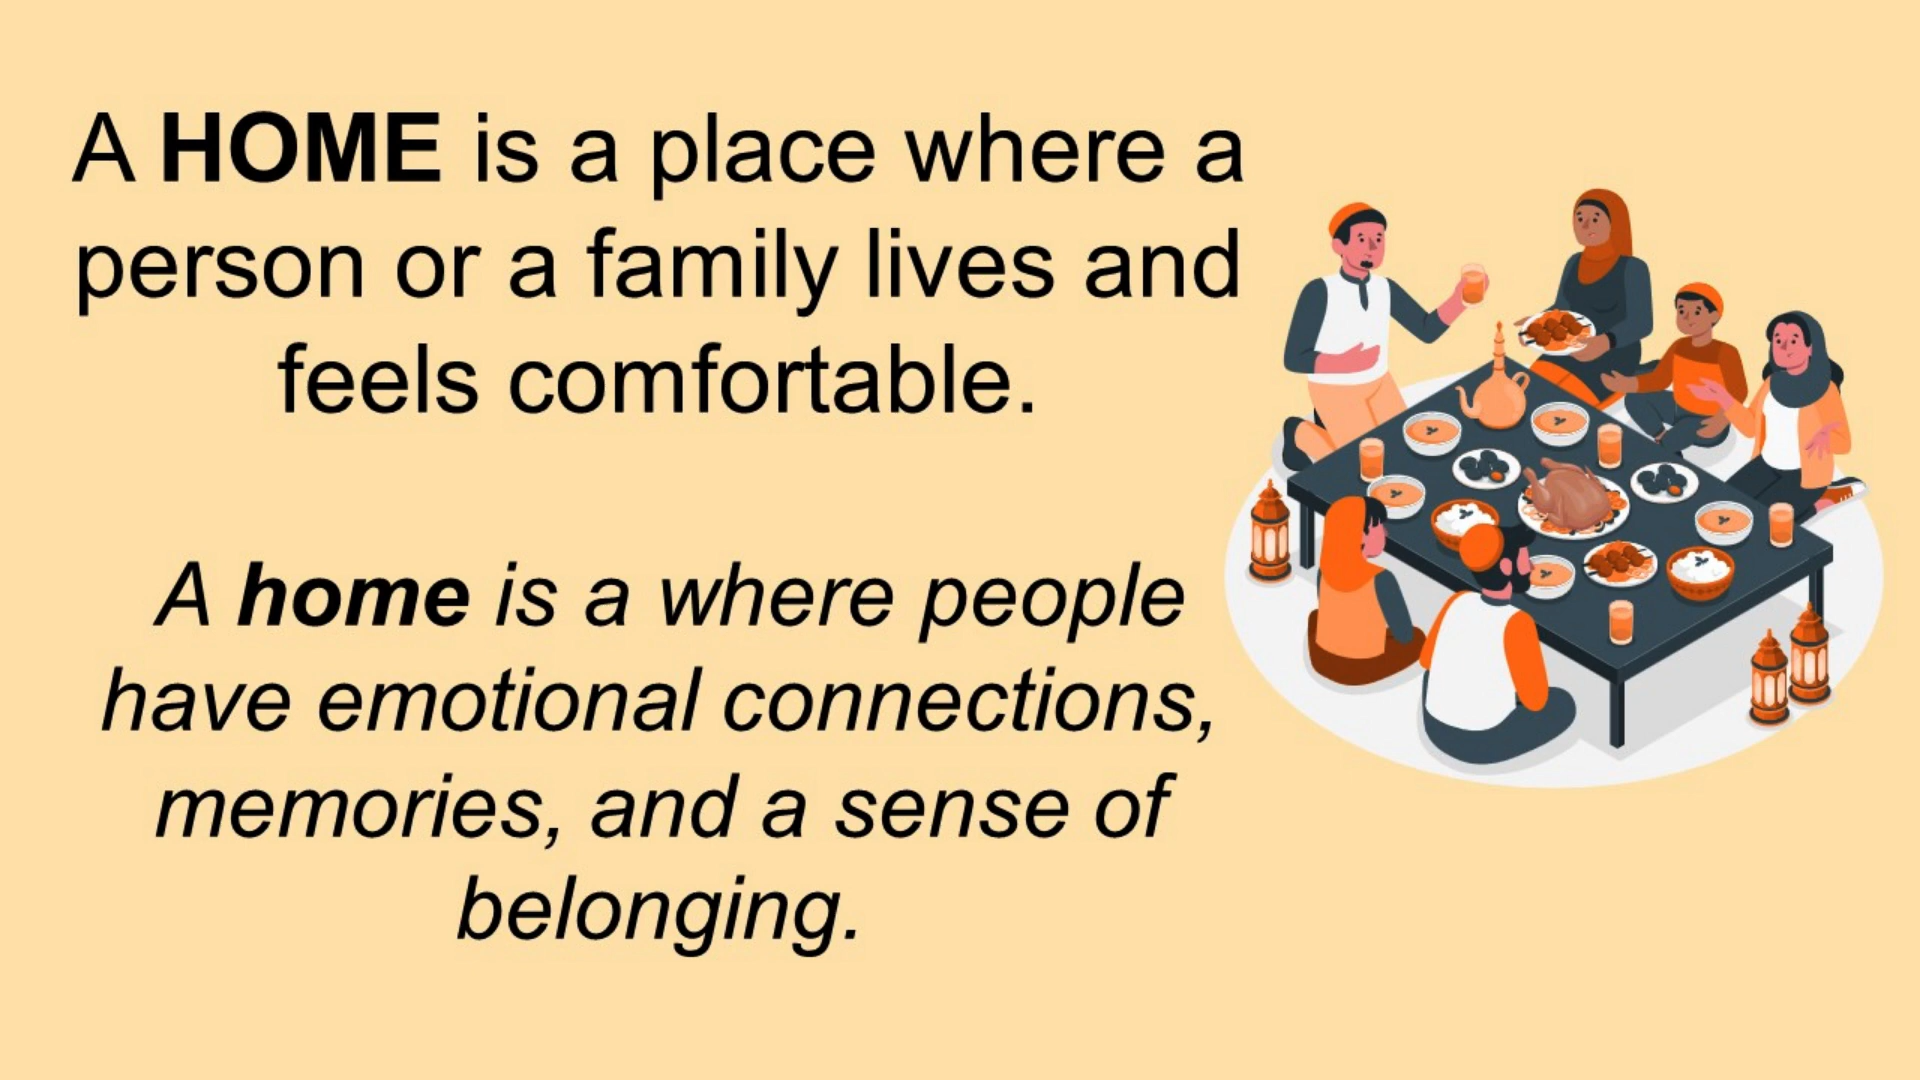 A HOME is a place where a
person or a family lives and
feels comfortable.
A home is a where people
have emotional connections,
memories, and a sense of
belonging.